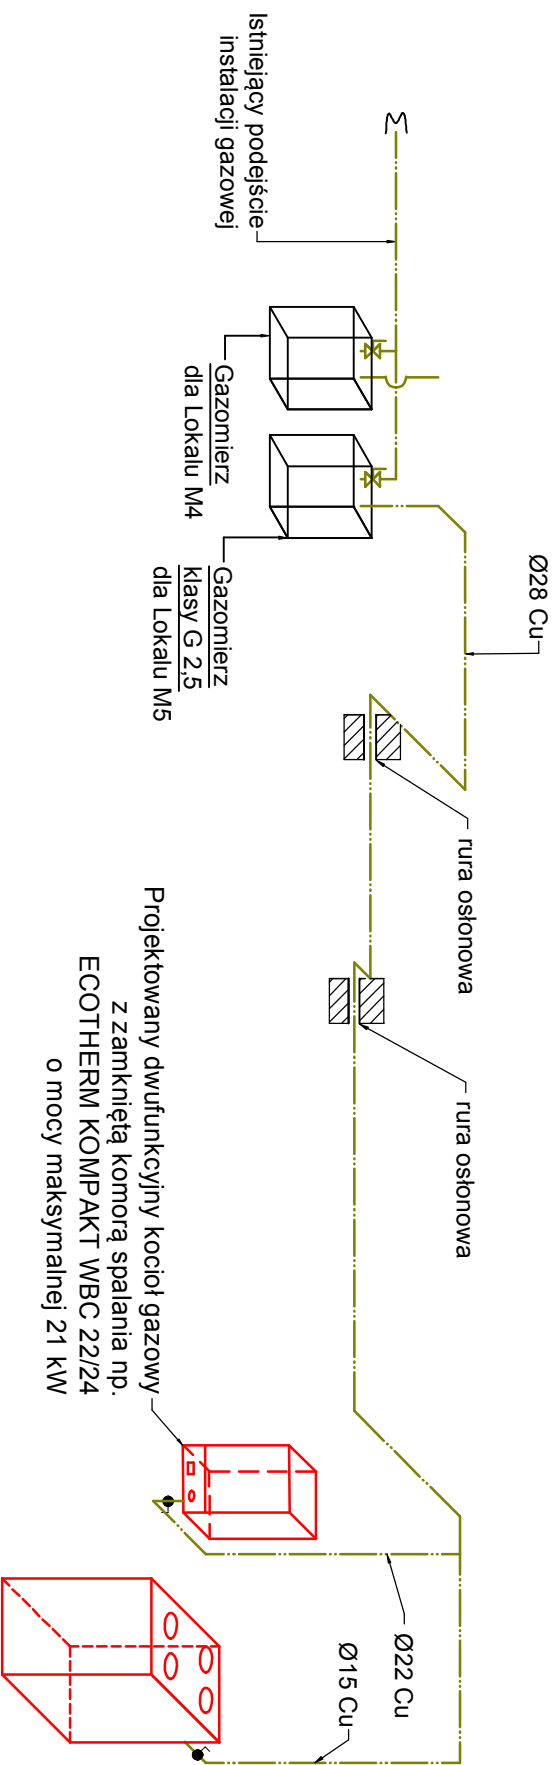 Istniejący podejście
instalacji gazowej
Gazomierz
dla Lokalu M4
Gazomierz
klasy G 2,5
dla Lokalu M5
Ø28 Cu
rura osłonowa
rura osłonowa
Projektowany dwufunkcyjny kocioł gazowy
z zamkniętą komorą spalania np.
ECOTHERM KOMPAKT WBC 22/24
o mocy maksymalnej 21 kW
Ø22 Cu
Ø15 Cu